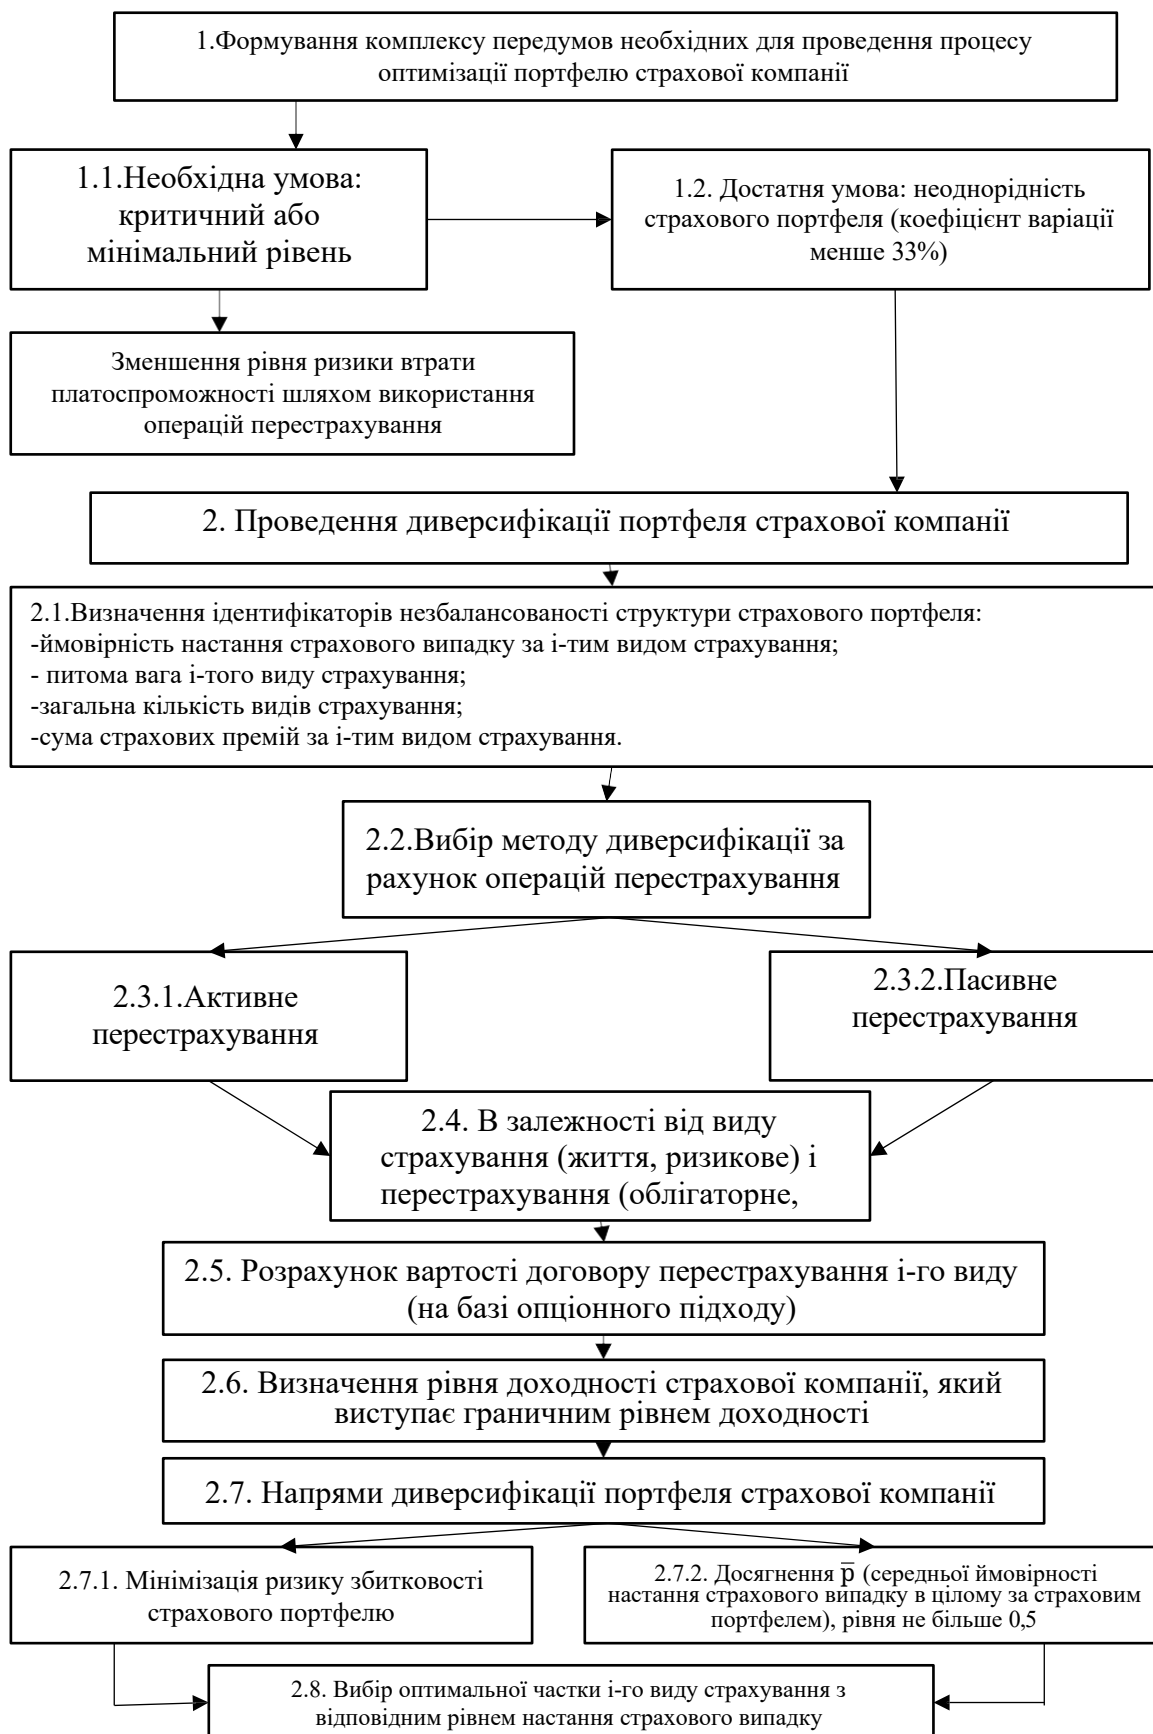 1.Формування комплексу передумов необхідних для проведення процесу
оптимізації портфелю страхової компанії
1.1.Необхідна умова:
критичний або
мінімальний рівень
1.2. Достатня умова: неоднорідність
страхового портфеля (коефіцієнт варіації
менше 33%)
Зменшення рівня ризики втрати
платоспроможності шляхом використання
операцій перестрахування
2. Проведення диверсифікації портфеля страхової компанії
2.1.Визначення ідентифікаторів незбалансованості структури страхового портфеля:
-ймовірність настання страхового випадку за і-тим видом страхування;
- питома вага і-того виду страхування;
-загальна кількість видів страхування;
-сума страхових премій за і-тим видом страхування.
2.2.Вибір методу диверсифікації за
рахунок операцій перестрахування
2.3.1.Активне
перестрахування
2.3.2.Пасивне
перестрахування
2.4. В залежності від виду
страхування (життя, ризикове) і
перестрахування (облігаторне,
2.5. Розрахунок вартості договору перестрахування і-го виду
(на базі опціонного підходу)
2.6. Визначення рівня доходності страхової компанії, який
виступає граничним рівнем доходності
2.7. Напрями диверсифікації портфеля страхової компанії
2.7.1. Мінімізація ризику збитковості
страхового портфелю
2.7.2. Досягнення p̅ (середньої ймовірності
настання страхового випадку в цілому за страховим
портфелем), рівня не більше 0,5
2.8. Вибір оптимальної частки і-го виду страхування з
відповідним рівнем настання страхового випадку